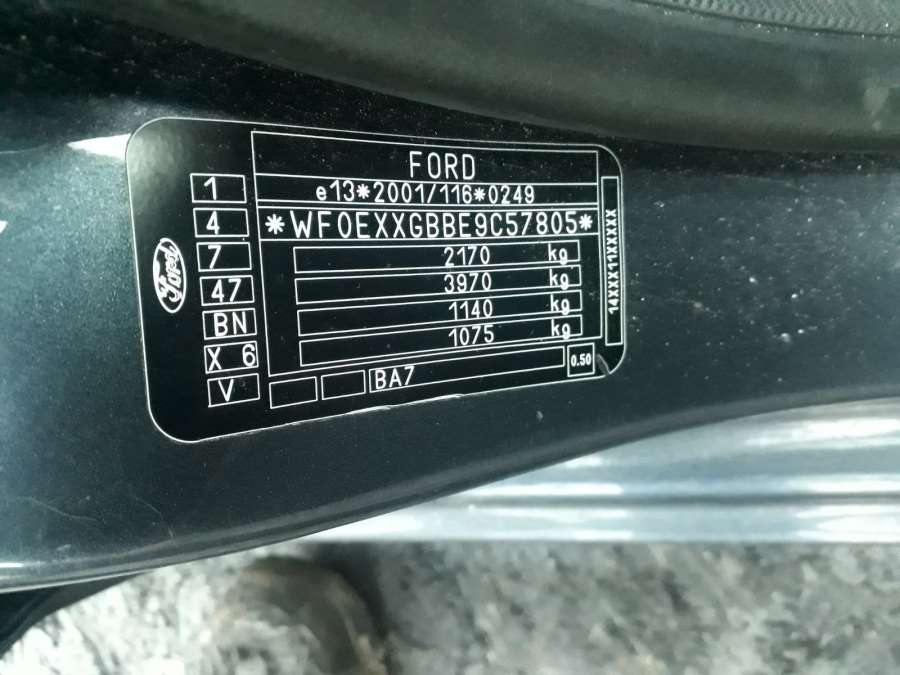 FORD
e13*2001/116*0249
*WF0EXXGBBE9C57805*
2170 kg
3970 kg
1140 kg
1075 kg
BA7
0.50
1
4
7
47
BN
X 6
V
Ford
14XXX11XXXXX